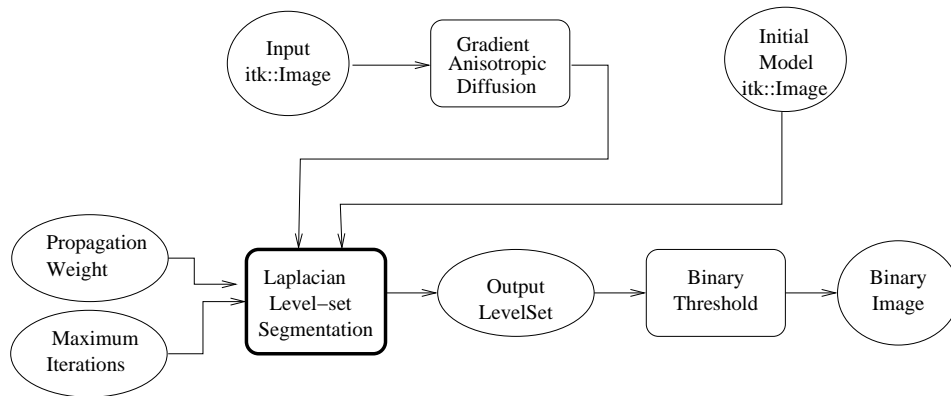 Input
itk::Image
Gradient
Anisotropic
Diffusion
Initial
Model
itk::Image
Propagation
Weight
Maximum
Iterations
Laplacian
Level−set
Segmentation
Output
LevelSet
Binary
Threshold
Binary
Image